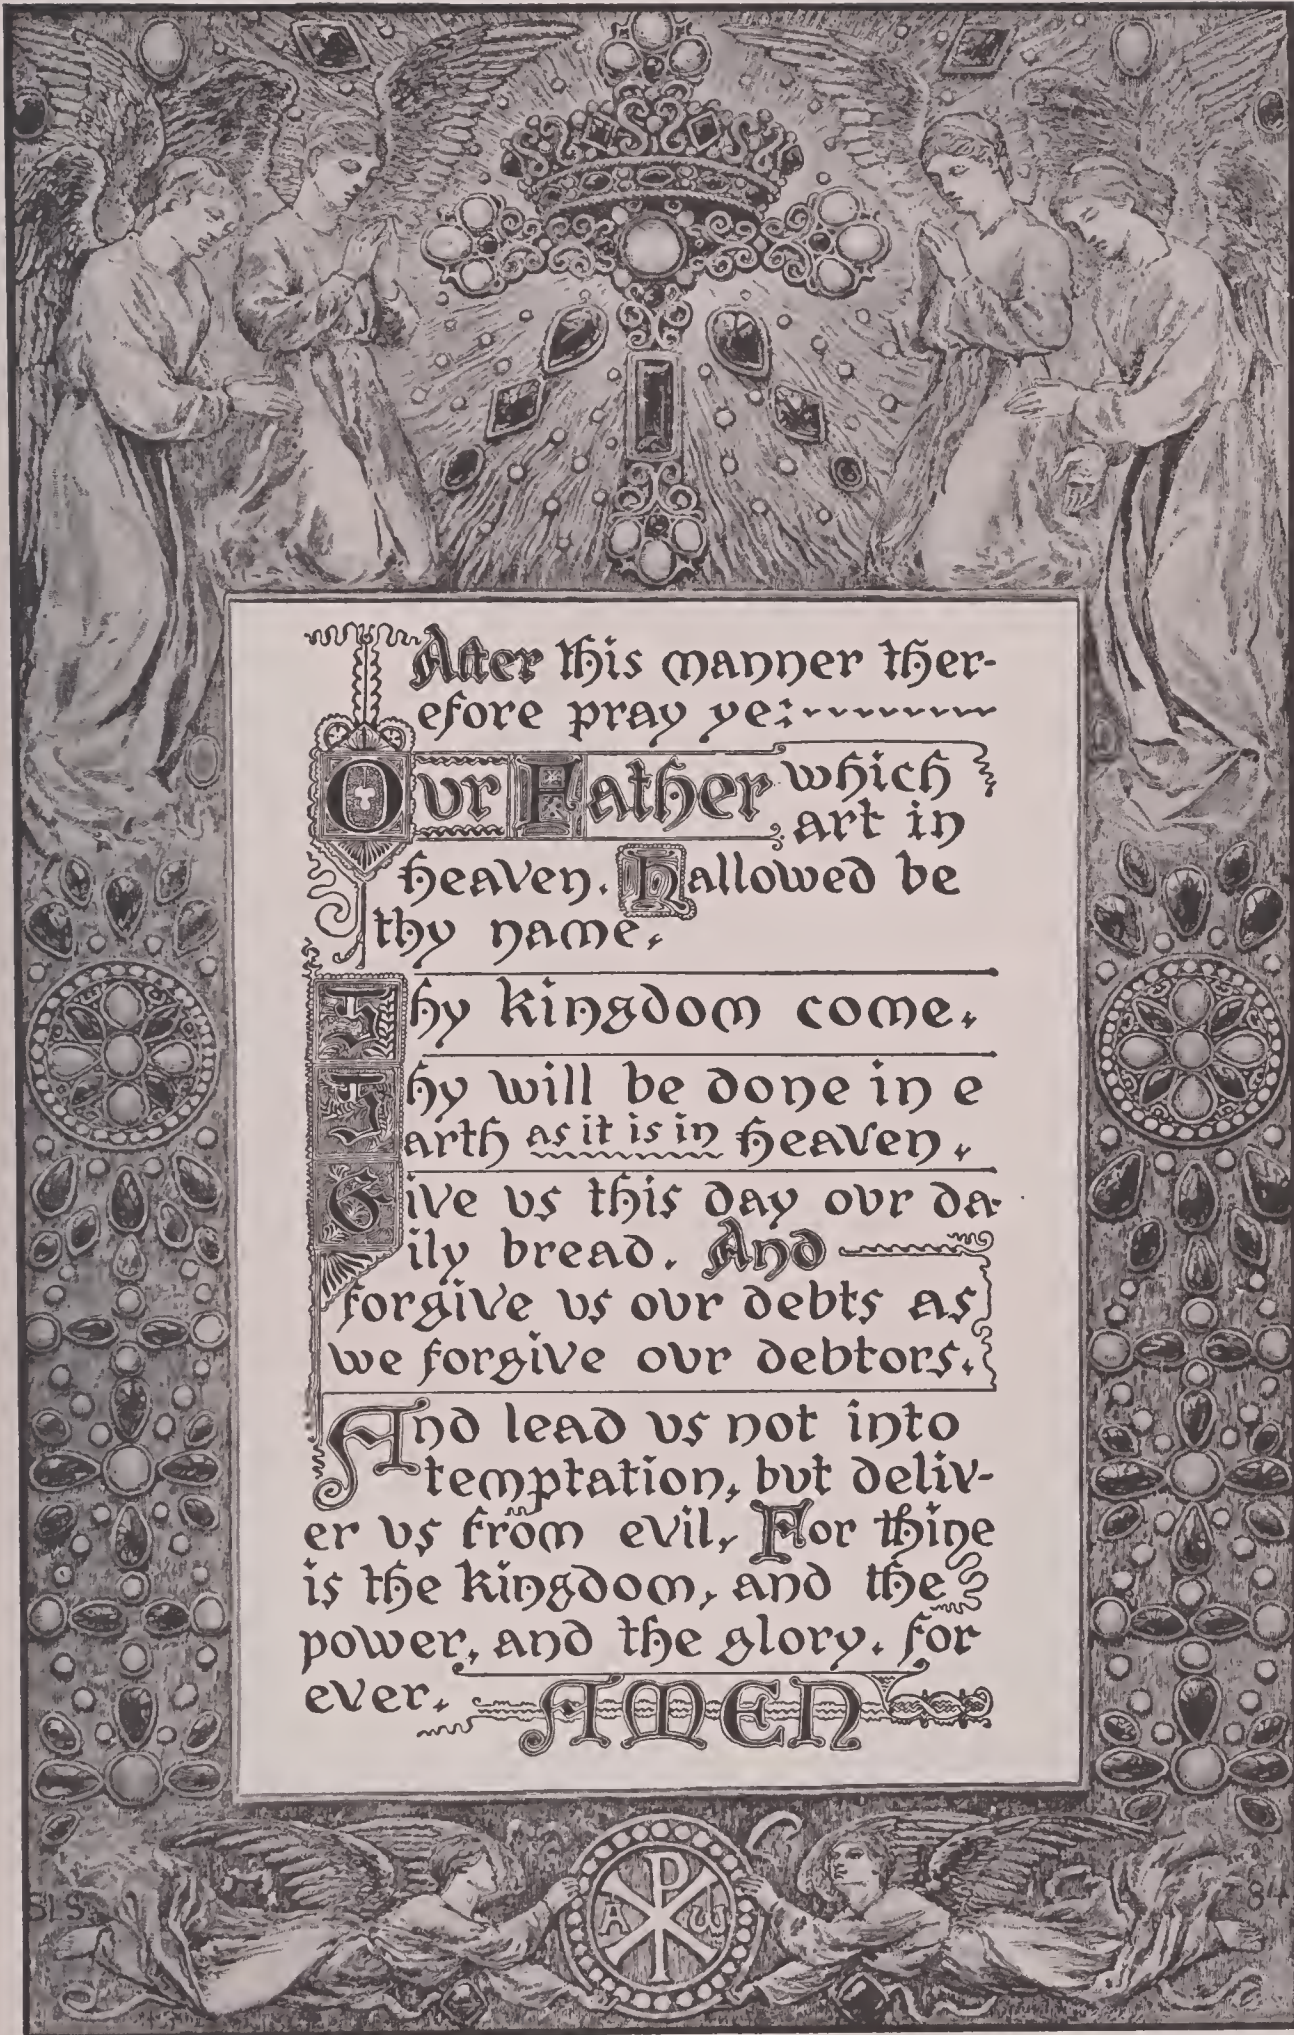 After this manner ther-
efore pray ye:
Our Father which
art in
heaven. Hallowed be
thy name,
Thy kingdom come,
Thy will be done in e
arth as it is in heaven,
Give us this day our da-
ily bread. And
forgive us our debts as
we forgive our debtors.
And lead us not into
temptation, but deliv-
er us from evil, For thine
is the kingdom, and the
power, and the glory. for
ever. AMEN
P
A W
SLS 84